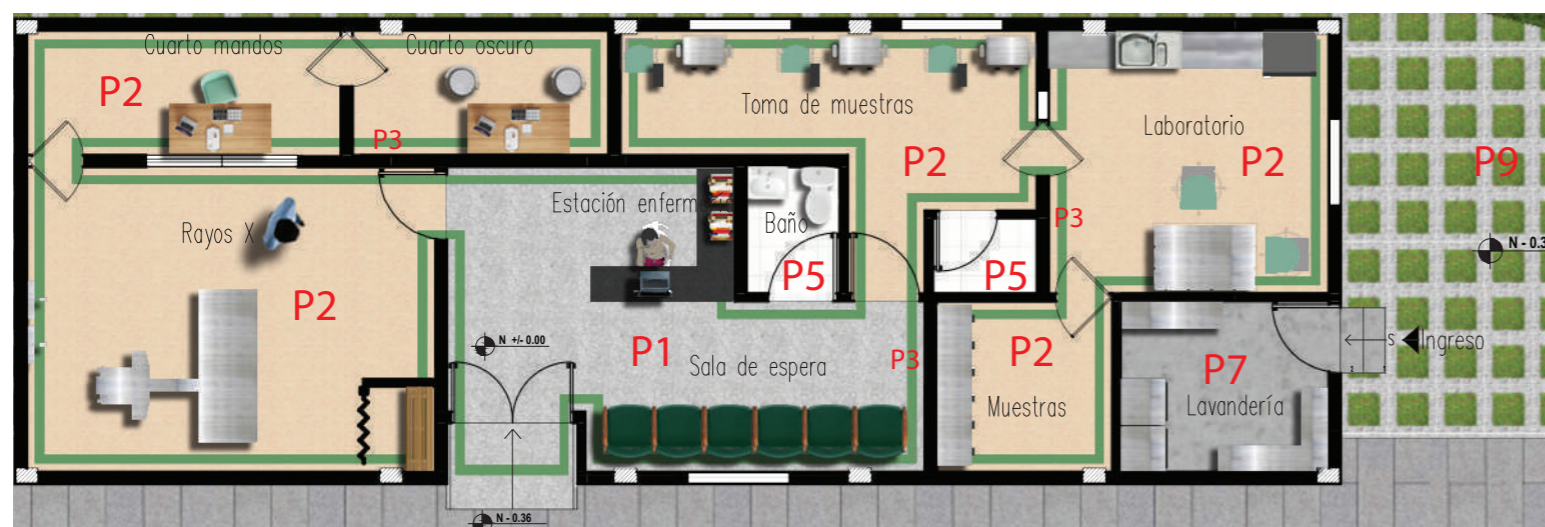 Cuarto mandos
Cuarto oscuro
P2
P3
Toma de muestras
P2
Laboratorio
P2
P9
Rayos X
P2
Estación enferm
Baño
P5
P5
P3
N - 0.3
N +/- 0.00
P1
Sala de espera
P3
P2
Muestras
P7
Lavandería
S
Ingreso
N - 0.36